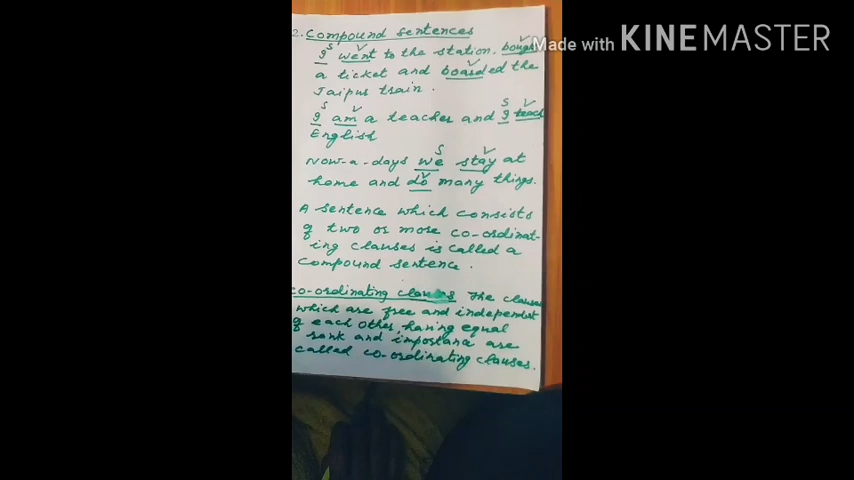 2. Compound sentences
S V V
I went to the station, bough
a ticket and boarded the
V
Jaipur train.
S V S V
I am a teacher and I teach
English
S V
Now-a-days we stay at
home and do many things.
V
A sentence which consists
of two or more co-ordinat-
ing clauses is called a
compound sentence.
co-ordinating clauses The clauses
which are free and independent
of each other, having equal
rank and importance are
called co-ordinating clauses.
Made with KINEMASTER